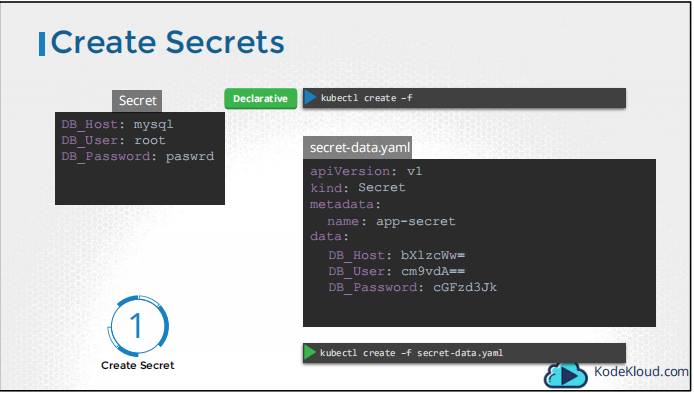 Create Secrets
Secret
DB_Host: mysql
DB_User: root
DB_Password: paswrd
Declarative
kubectl create –f
secret-data.yaml
apiVersion: v1
kind: Secret
metadata:
  name: app-secret
data:
  DB_Host: bXlzcWw=
  DB_User: cm9vdA==
  DB_Password: cGFzd3Jk
kubectl create –f secret-data.yaml
1
Create Secret
KodeKloud.com